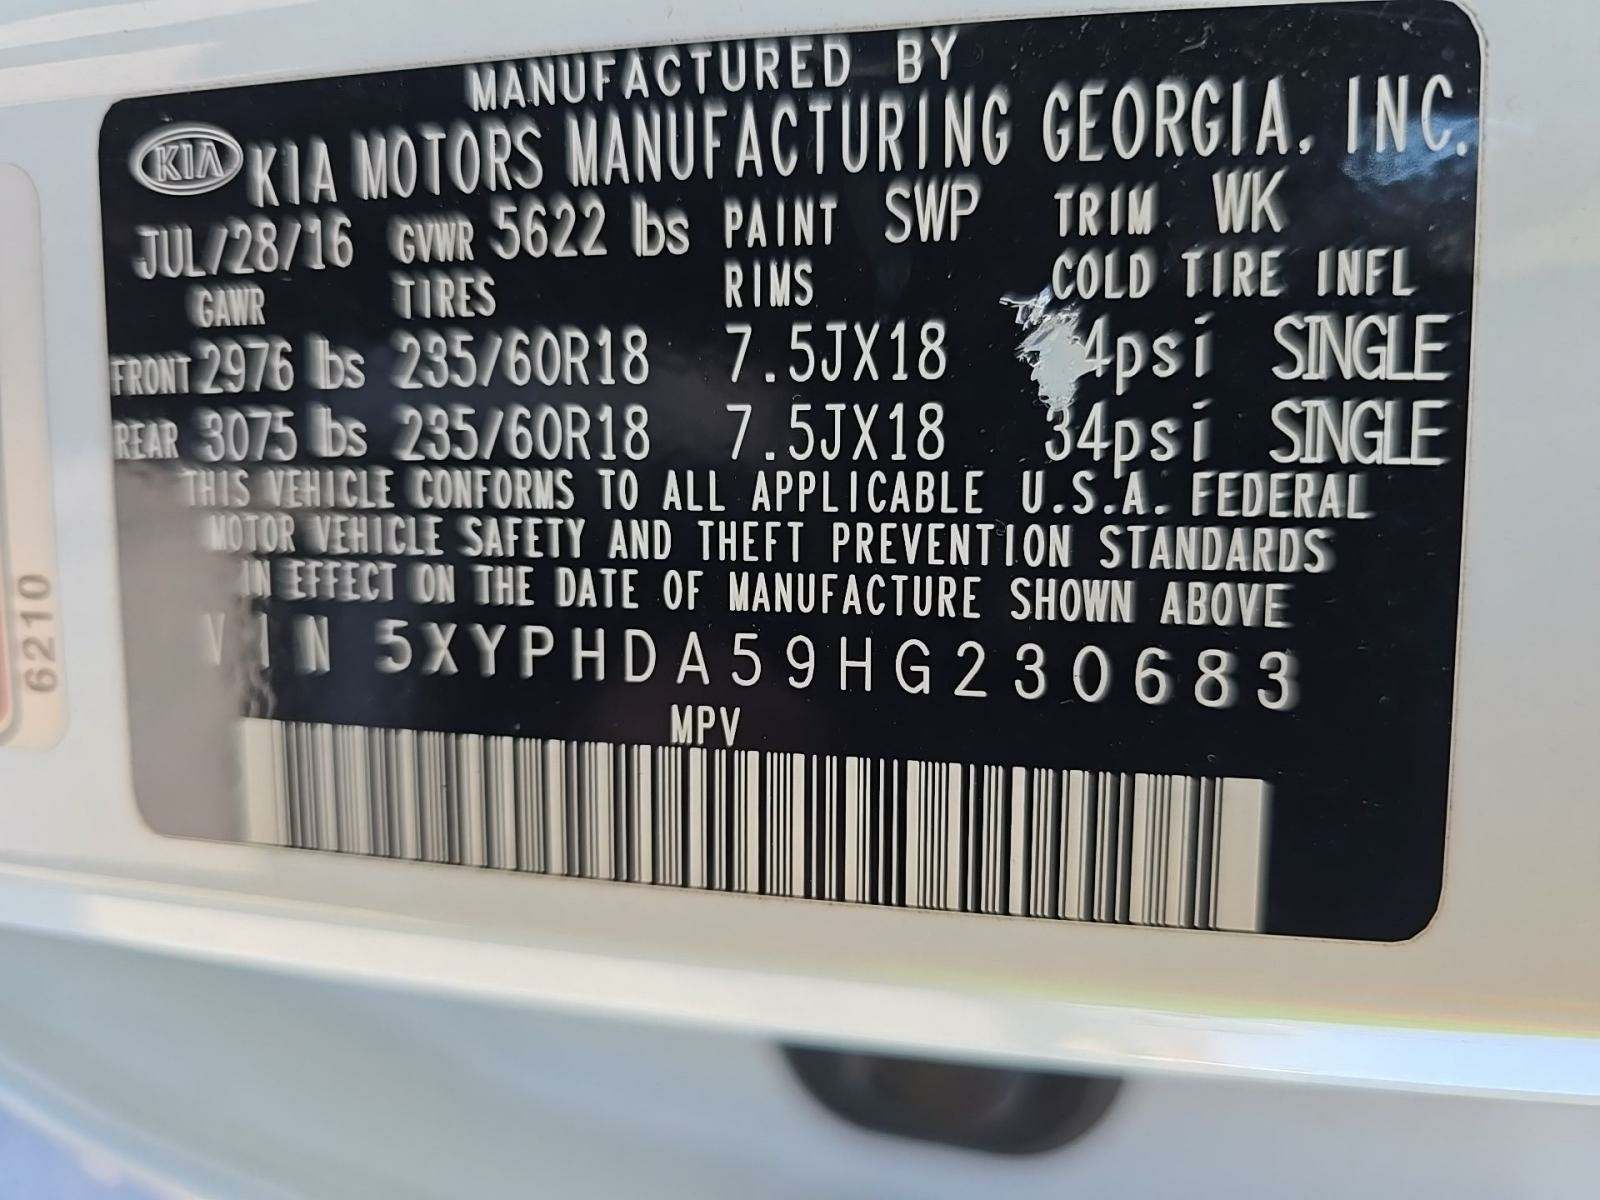 MANUFACTURED BY
KIA KIA MOTORS MANUFACTURING GEORGIA, INC.
JUL/28/16 GVWR 5622 lbs PAINT SWP TRIM WK
GAWR TIRES RIMS COLD TIRE INFL
FRONT 2976 lbs 235/60R18 7.5JX18 4psi SINGLE
REAR 3075 lbs 235/60R18 7.5JX18 34psi SINGLE
THIS VEHICLE CONFORMS TO ALL APPLICABLE U.S.A. FEDERAL
MOTOR VEHICLE SAFETY AND THEFT PREVENTION STANDARDS
IN EFFECT ON THE DATE OF MANUFACTURE SHOWN ABOVE
VIN 5XYPHDA59HG230683
MPV
6210